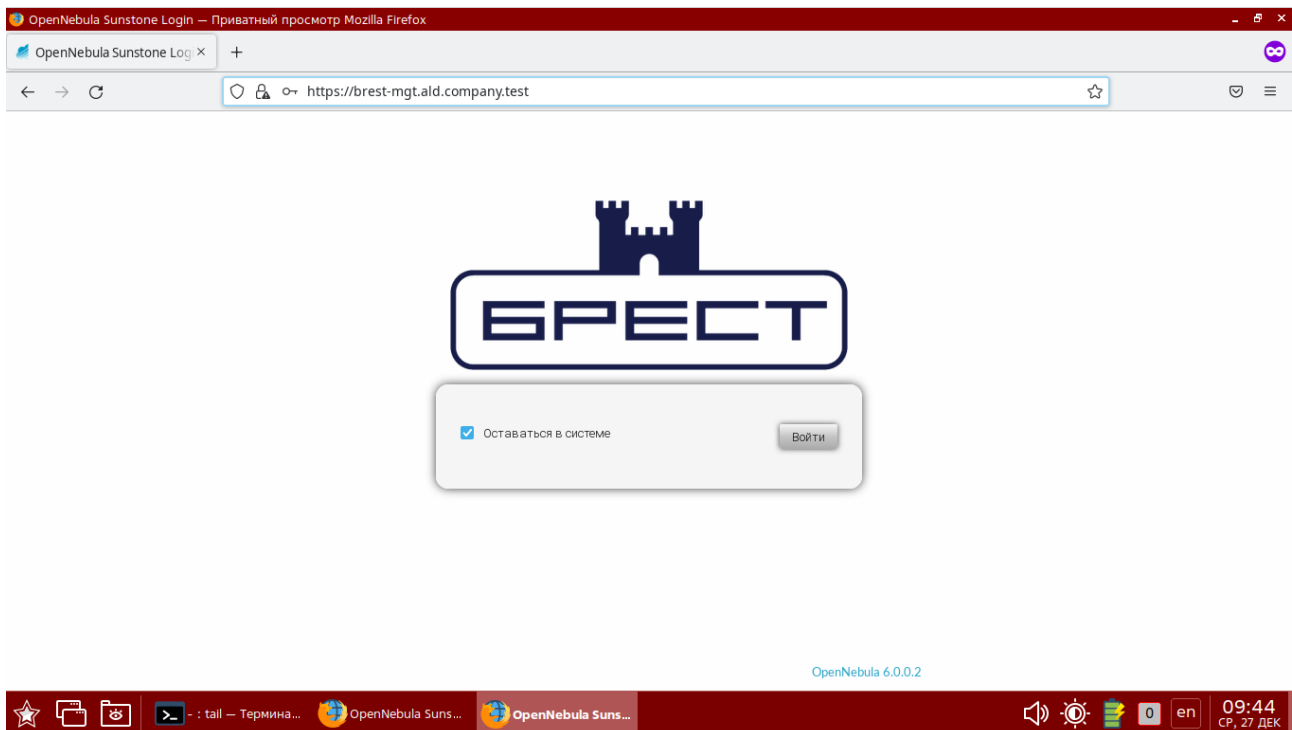 OpenNebula Sunstone Login — Приватный просмотр Mozilla Firefox
OpenNebula Sunstone Log
https://brest-mgt.ald.company.test
БРЕСТ
Оставаться в системе
Войти
OpenNebula 6.0.0.2
- : tail — Термина...
OpenNebula Suns...
OpenNebula Suns...
0
en
09:44
СР, 27 ДЕК